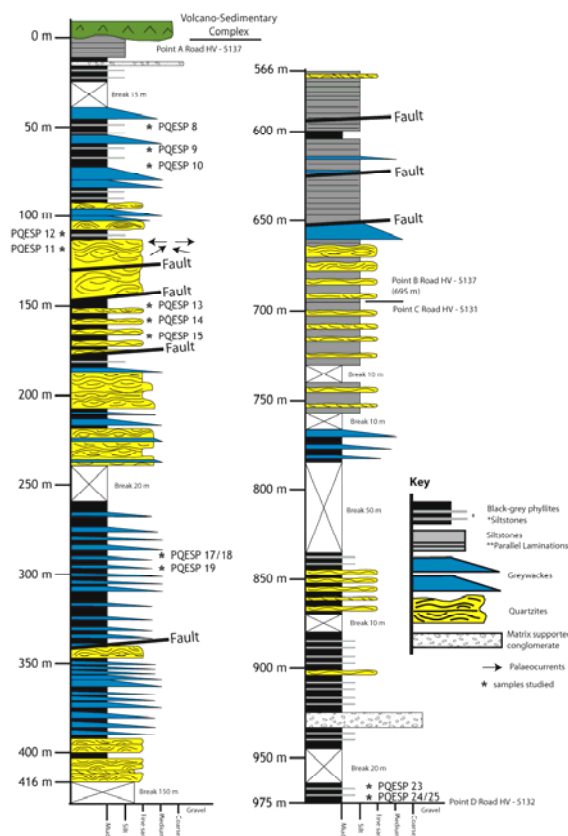 Volcano-Sedimentary
Complex
0 m
Point A Road HV - S137
Break 15 m
50 m
* PQESP 8
* PQESP 9
* PQESP 10
100 m
PQESP 12 *
PQESP 11 *
Fault
Fault
150 m
* PQESP 13
* PQESP 14
* PQESP 15
Fault
200 m
250 m
Break 20 m
* PQESP 17/18
300 m
* PQESP 19
Fault
350 m
400 m
416 m
Break 150 m
Mud
Silt
Fine san
Medium
Coarse
Gravel
566 m
Fault
600 m
Fault
650 m
Fault
Point B Road HV - S137
(695 m)
700 m
Point C Road HV - S131
Break 10 m
750 m
Break 10 m
800 m
Break 50 m
850 m
Break 10 m
900 m
950 m
Break 20 m
* PQESP 23
* PQESP 24/25
975 m
Point D Road HV - S132
Mud
Silt
Fine sa
Medium
Coarse
Gravel
Key
Black-grey phyllites
*Siltstones
*
Siltstones
**Parallel Laminations
Greywackes
Quartzites
Matrix supported
conglomerate
Palaeocurrents
* samples studied